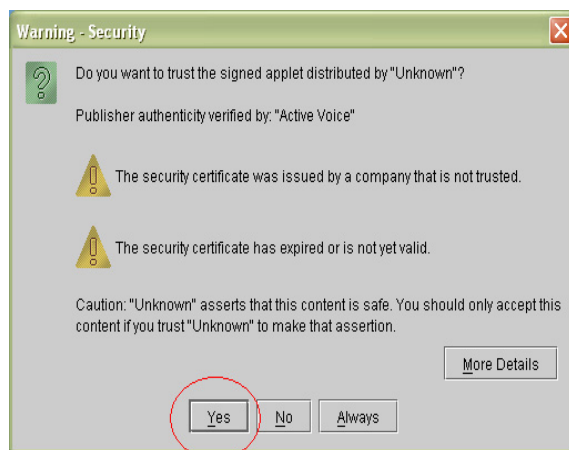 Warning - Security
Do you want to trust the signed applet distributed by "Unknown"?
Publisher authenticity verified by: "Active Voice"
The security certificate was issued by a company that is not trusted.
The security certificate has expired or is not yet valid.
Caution: "Unknown" asserts that this content is safe. You should only accept this
content if you trust "Unknown" to make that assertion.
More Details
Yes No Always